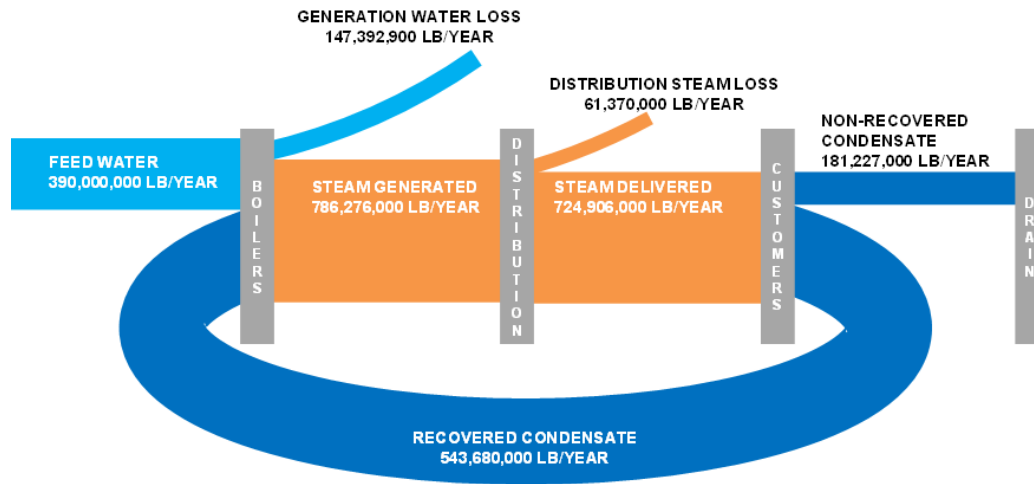 GENERATION WATER LOSS
147,392,900 LB/YEAR
DISTRIBUTION STEAM LOSS
61,370,000 LB/YEAR
NON-RECOVERED
CONDENSATE
181,227,000 LB/YEAR
FEED WATER
390,000,000 LB/YEAR
BOILERS
STEAM GENERATED
786,276,000 LB/YEAR
DISTRIBUTION
STEAM DELIVERED
724,906,000 LB/YEAR
CUSTOMERS
DRAIN
RECOVERED CONDENSATE
543,680,000 LB/YEAR